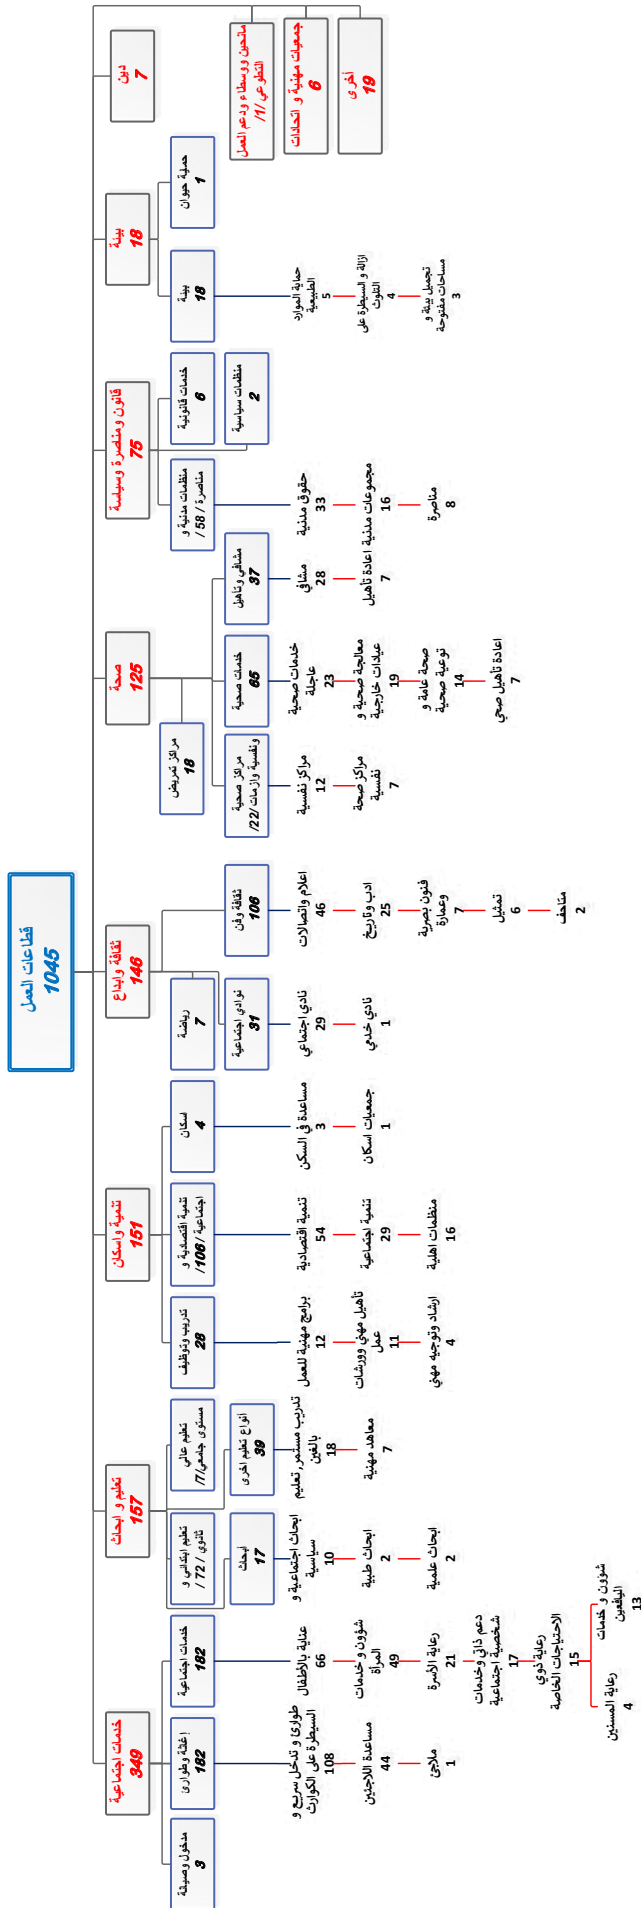 قطاعات العمل
1045
خدمات اجتماعية
349
مدخول وصيانة
3
إغاثة وطوارئ
182
طوارئ و تدخل سريع و
السيطرة على الكوارث
108
مساعدة اللاجئين
44
ملاجئ
1
خدمات اجتماعية
182
عناية بالأطفال
66
شؤون و خدمات
المرأة
49
رعاية الأسرة
21
دعم ذاتي وخدمات
شخصية اجتماعية
17
رعاية ذوي
الاحتياجات الخاصة
15
رعاية المسنين
4
شؤون و خدمات
اليافعين
13
تعليم و ابحاث
157
تعليم ابتدائي و
ثانوي / 72 /
تعليم عالي
مستوى جامعي/7/
أبحاث
17
ابحاث اجتماعية و
سياسية
10
ابحاث طبية
2
ابحاث علمية
2
أنواع تعليم اخرى
39
تدريب مستمر, تعليم
بالغين
18
معاهد مهنية
7
تنمية واسكان
151
تدريب وتوظيف
28
برامج مهنية للعمل
12
تأهيل مهني وورشات
عمل
11
ارشاد وتوجيه مهني
4
تنمية اقتصادية و
اجتماعية /106/
تنمية اقتصادية
54
تنمية اجتماعية
29
منظمات اهلية
16
اسكان
4
مساعدة في السكن
3
جمعيات اسكان
1
ثقافة وابداع
146
رياضة
7
نوادي اجتماعية
31
نادي اجتماعي
29
نادي خدمي
1
ثقافة وفن
106
اعلام واتصالات
46
ادب وتاريخ
25
فنون بصرية
وعمارة
7
تمثيل
6
متاحف
2
صحة
125
مراكز تمريض
18
مراكز صحية
ونفسية وازمات /22/
مراكز نفسية
12
مراكز صحة
نفسية
7
خدمات صحية
65
خدمات صحية
عاجلة
23
معالجة صحية و
عيادات خارجية
19
صحة عامة و
توعية صحية
14
اعادة تأهيل صحي
7
مشافي وتاهيل
37
مشافي
28
اعادة تأهيل
7
قانون ومناصرة وسياسة
75
منظمات مدنية و
مناصرة / 58 /
حقوق مدنية
33
مجموعات مدنية
16
مناصرة
8
خدمات قانونية
6
منظمات سياسية
2
بيئة
18
بيئة
18
حماية الموارد
الطبيعية
5
ازالة و السيطرة على
التلوث
4
تجميل بيئة و
مساحات مفتوحة
3
حماية حيوان
1
دين
7
مانحين ووسطاء ودعم العمل
التطوعي /1/
جمعيات مهنية و اتحادات
6
أخرى
19